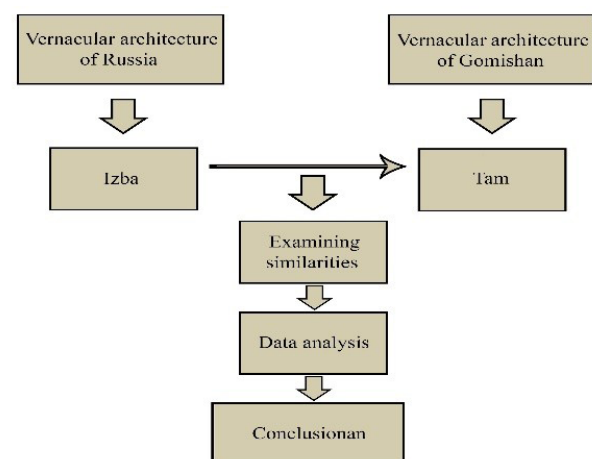 Vernacular architecture
of Russia
Vernacular architecture
of Gomishan
Izba
Tam
Examining
similarities
Data analysis
Conclusionan